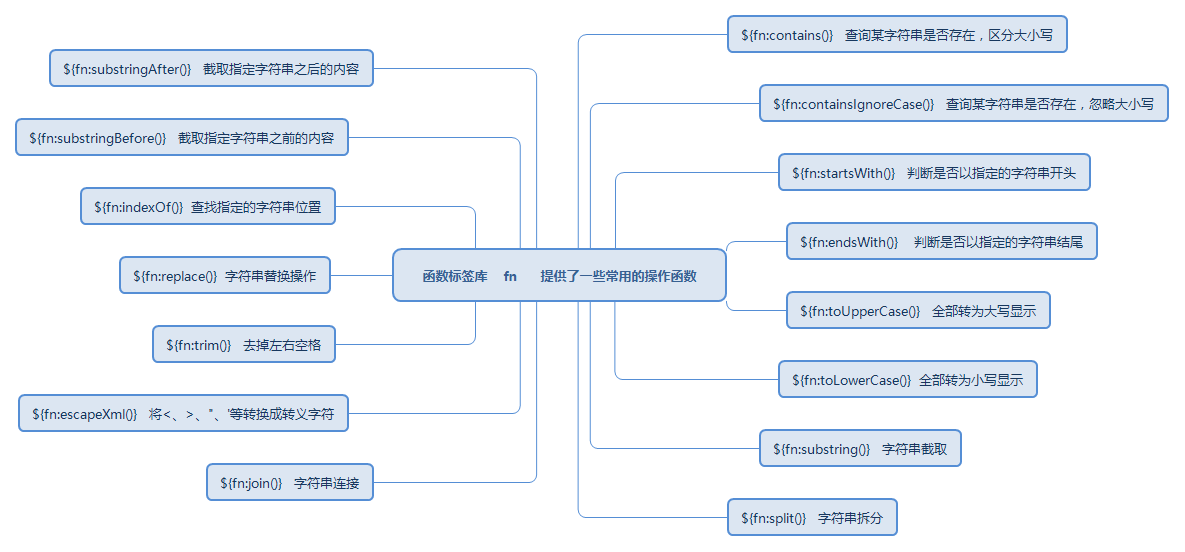 ${fn:contains()} 查询某字符串是否存在，区分大小写
${fn:substringAfter()} 截取指定字符串之后的内容
${fn:containsIgnoreCase()} 查询某字符串是否存在，忽略大小写
${fn:substringBefore()} 截取指定字符串之前的内容
${fn:startsWith()} 判断是否以指定的字符串开头
${fn:indexOf()} 查找指定的字符串位置
${fn:endsWith()} 判断是否以指定的字符串结尾
函数标签库 fn 提供了一些常用的操作函数
${fn:replace()} 字符串替换操作
${fn:toUpperCase()} 全部转为大写显示
${fn:trim()} 去掉左右空格
${fn:toLowerCase()} 全部转为小写显示
${fn:escapeXml()} 将<、>、"、'等转换成转义字符
${fn:substring()} 字符串截取
${fn:join()} 字符串连接
${fn:split()} 字符串拆分